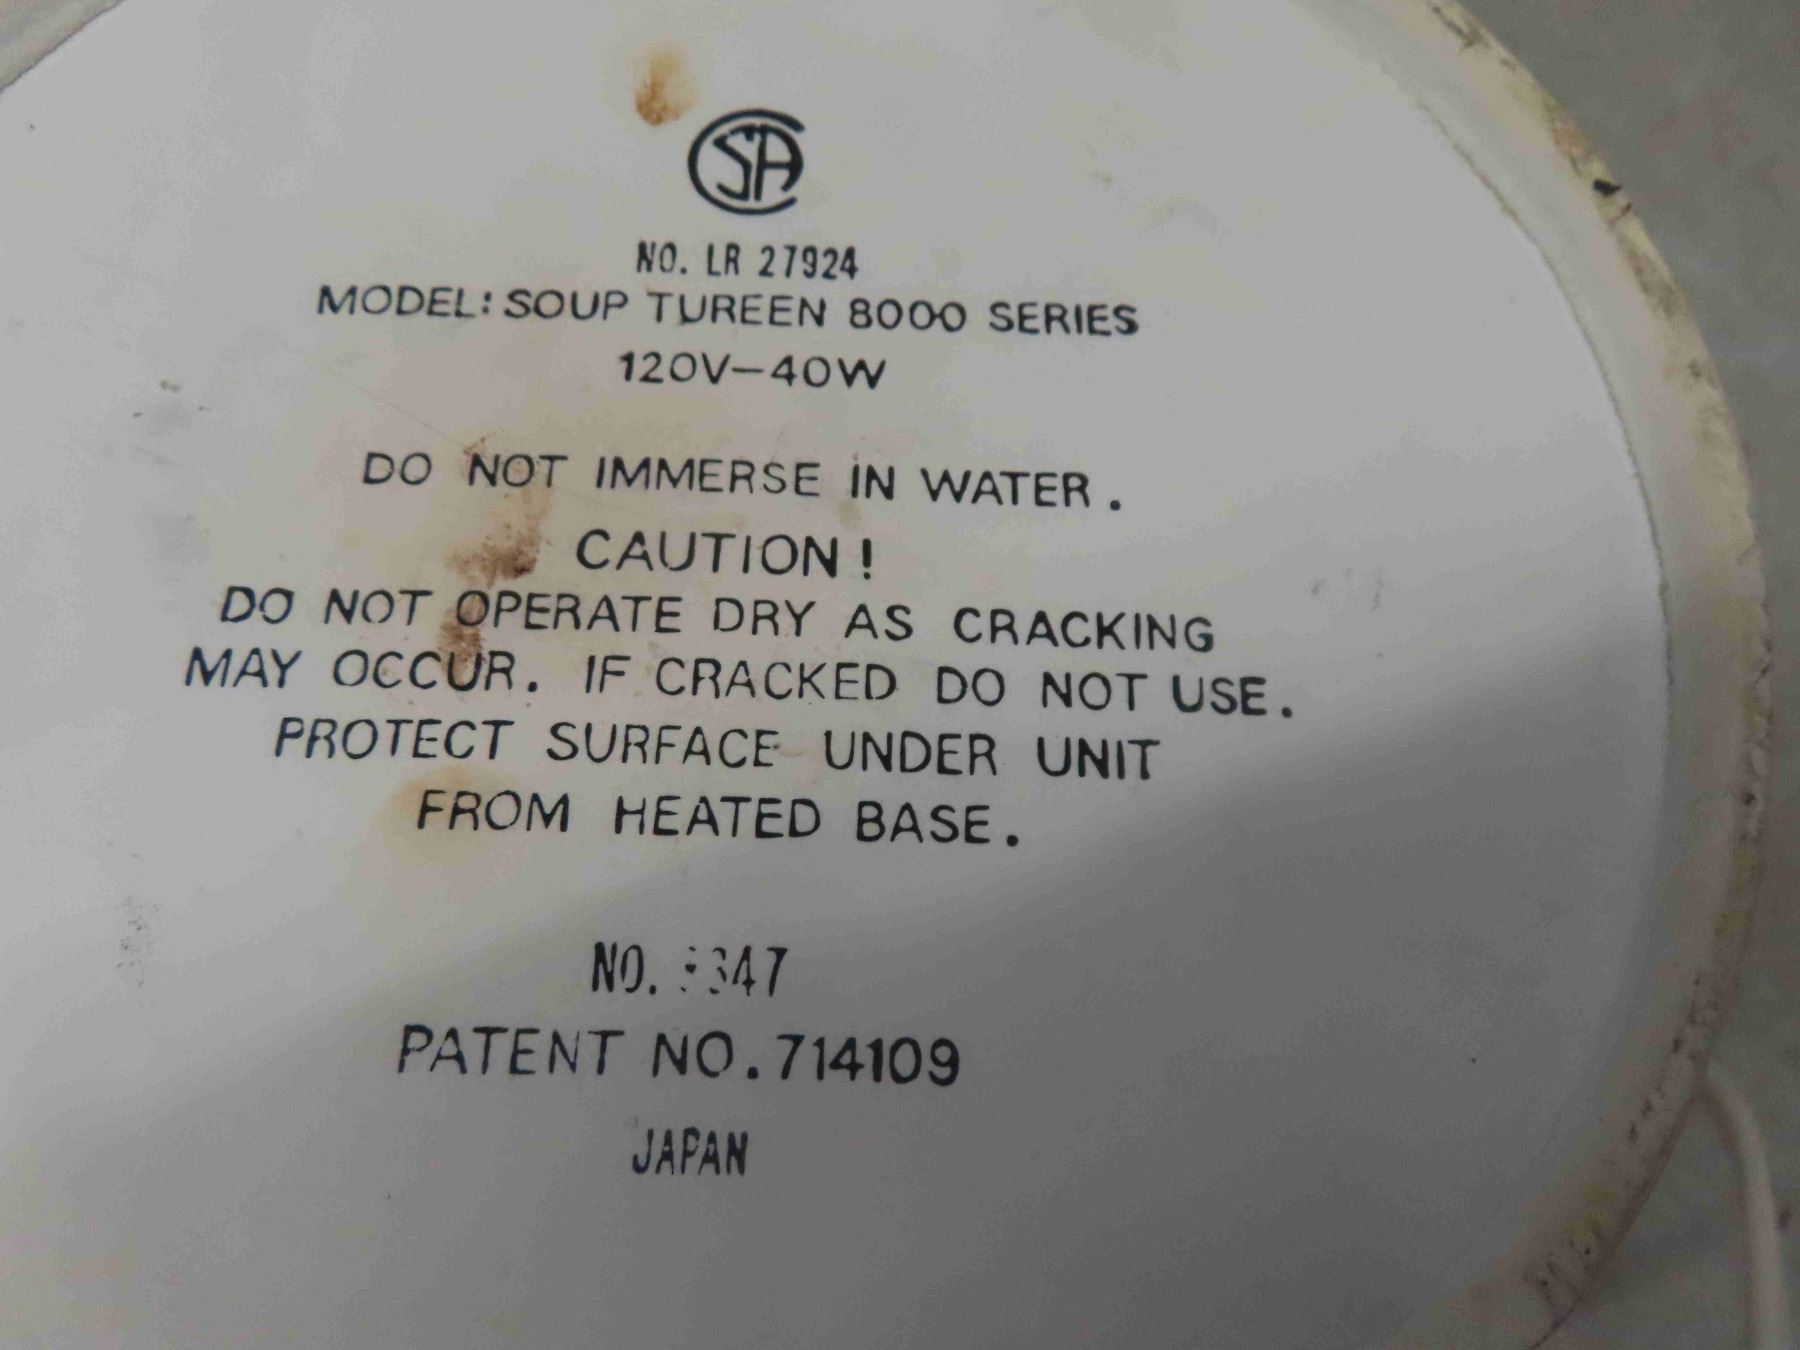 CSA
NO. LR 27924
MODEL: SOUP TUREEN 8000 SERIES
120V-40W
DO NOT IMMERSE IN WATER.
CAUTION!
DO NOT OPERATE DRY AS CRACKING
MAY OCCUR. IF CRACKED DO NOT USE.
PROTECT SURFACE UNDER UNIT
FROM HEATED BASE.
NO.
PATENT NO. 714109
JAPAN